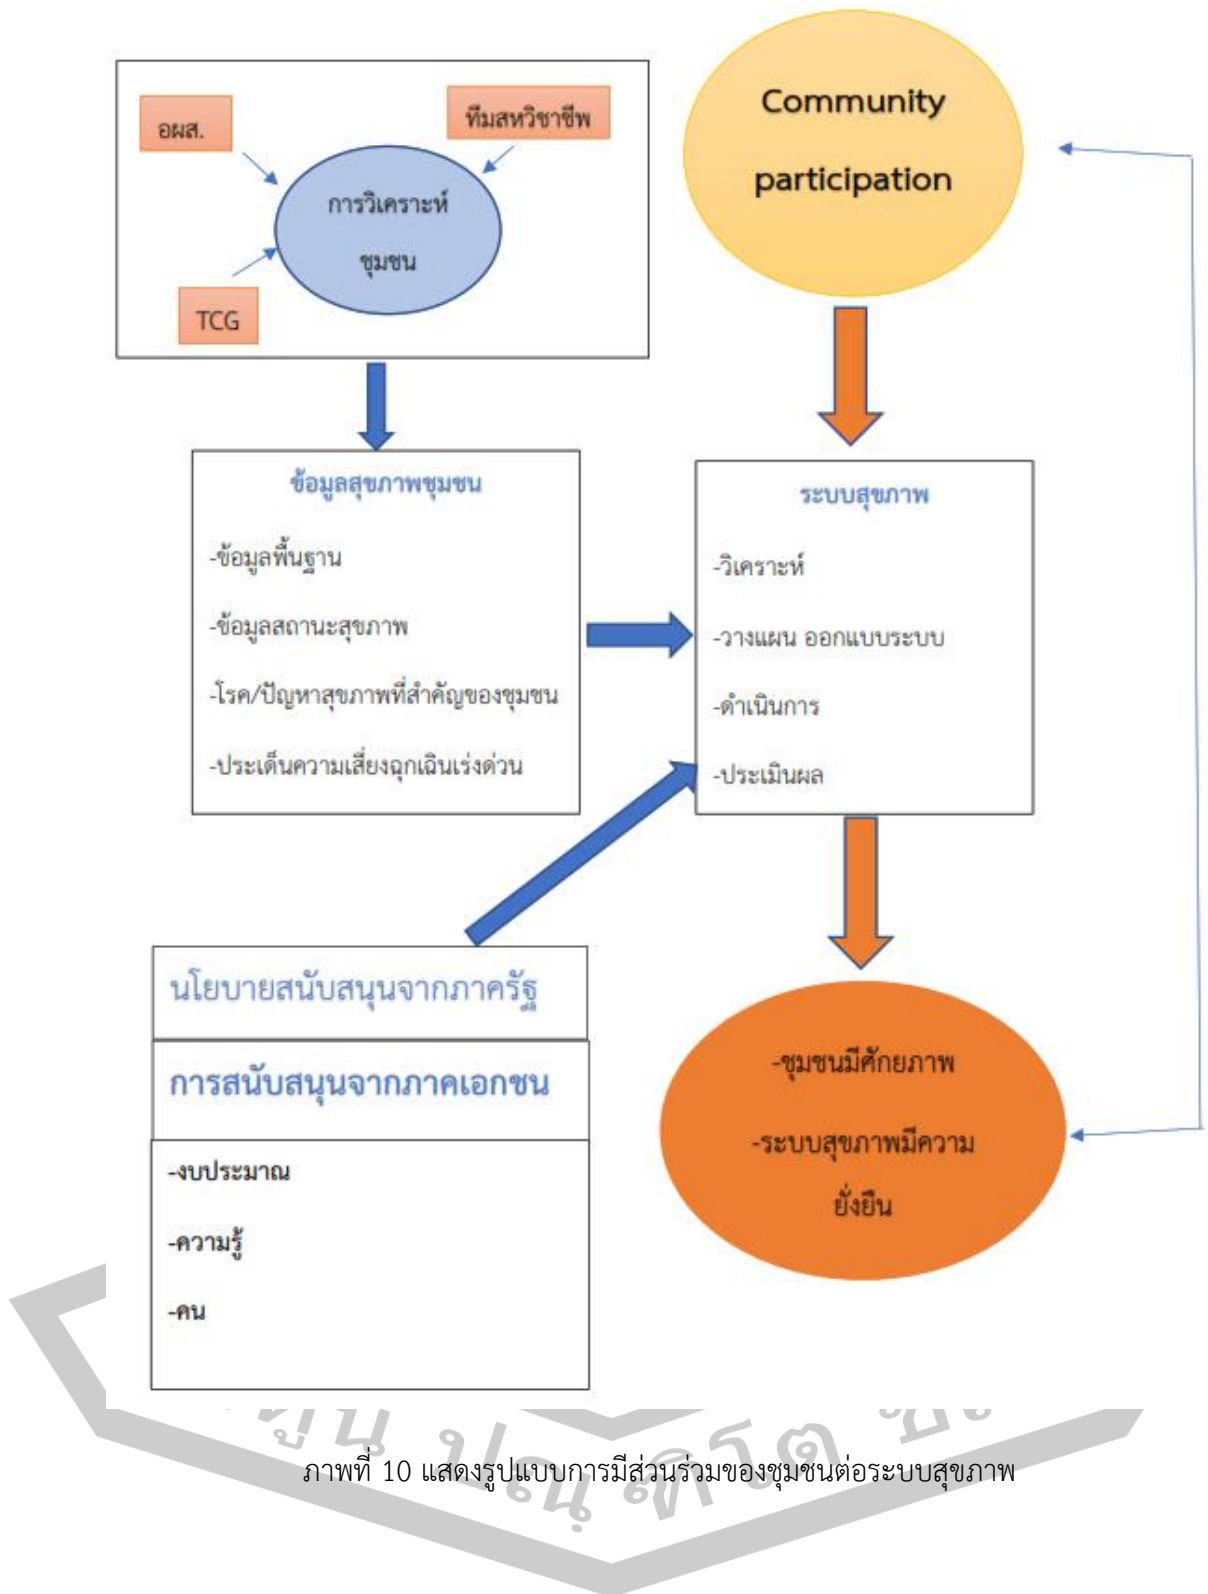 อผส.
ทีมสหวิชาชีพ
การวิเคราะห์
ชุมชน
TCG
Community
participation
ข้อมูลสุขภาพชุมชน
-ข้อมูลพื้นฐาน
-ข้อมูลสถานะสุขภาพ
-โรค/ปัญหาสุขภาพที่สำคัญของชุมชน
-ประเด็นความเสี่ยงฉุกเฉินเร่งด่วน
ระบบสุขภาพ
-วิเคราะห์
-วางแผน ออกแบบระบบ
-ดำเนินการ
-ประเมินผล
นโยบายสนับสนุนจากภาครัฐ
การสนับสนุนจากภาคเอกชน
-งบประมาณ
-ความรู้
-คน
-ชุมชนมีศักยภาพ
-ระบบสุขภาพมีความ
ยั่งยืน
ภาพที่ 10 แสดงรูปแบบการมีส่วนร่วมของชุมชนต่อระบบสุขภาพ